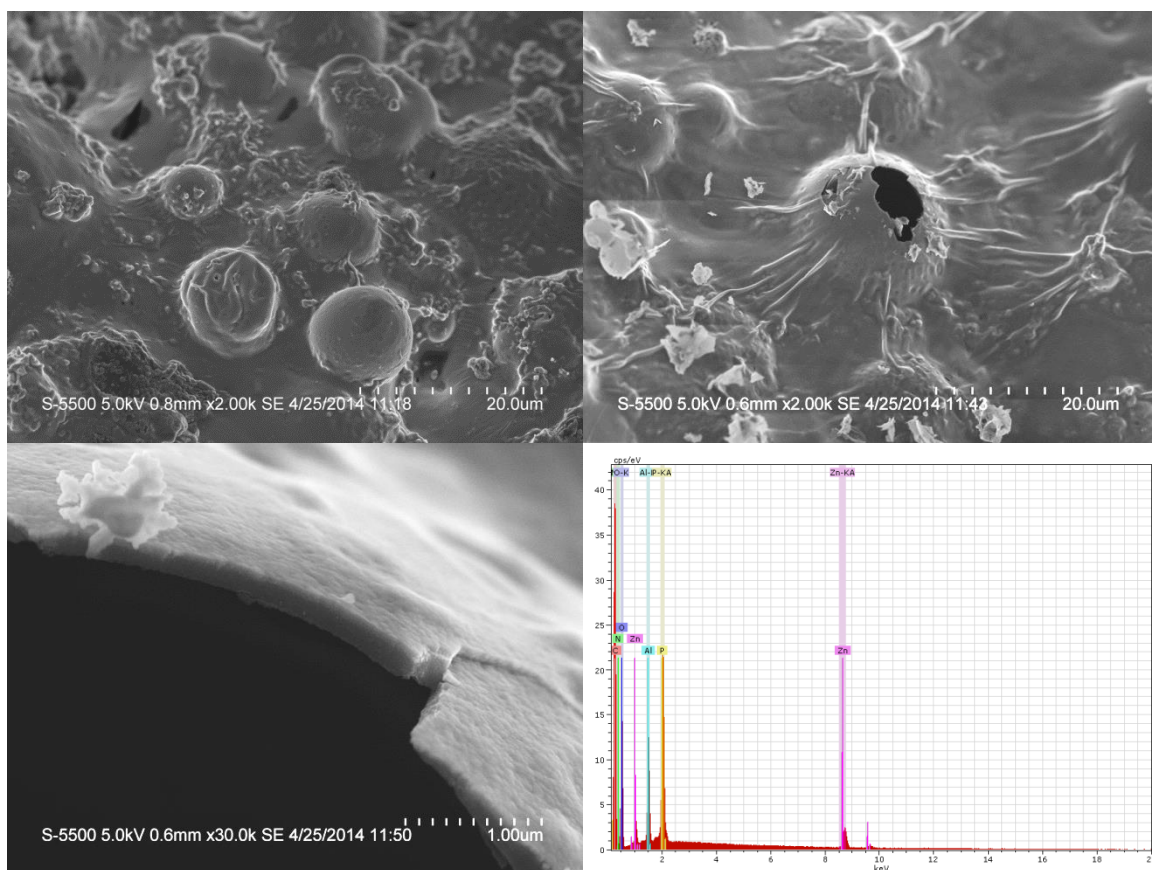 S-5500 5.0kV 0.8mm x2.00k SE 4/25/2014 11:18 20.0um
S-5500 5.0kV 0.6mm x2.00k SE 4/25/2014 11:43 20.0um
S-5500 5.0kV 0.6mm x30.0k SE 4/25/2014 11:50 1.00um
cps/eV
O-K Al- P-KA Zn-KA
40
35
30
25
20
15
10
5
0
O
N Zn
C Al P Zn
2 4 6 8 10 12 14 16 18
keV